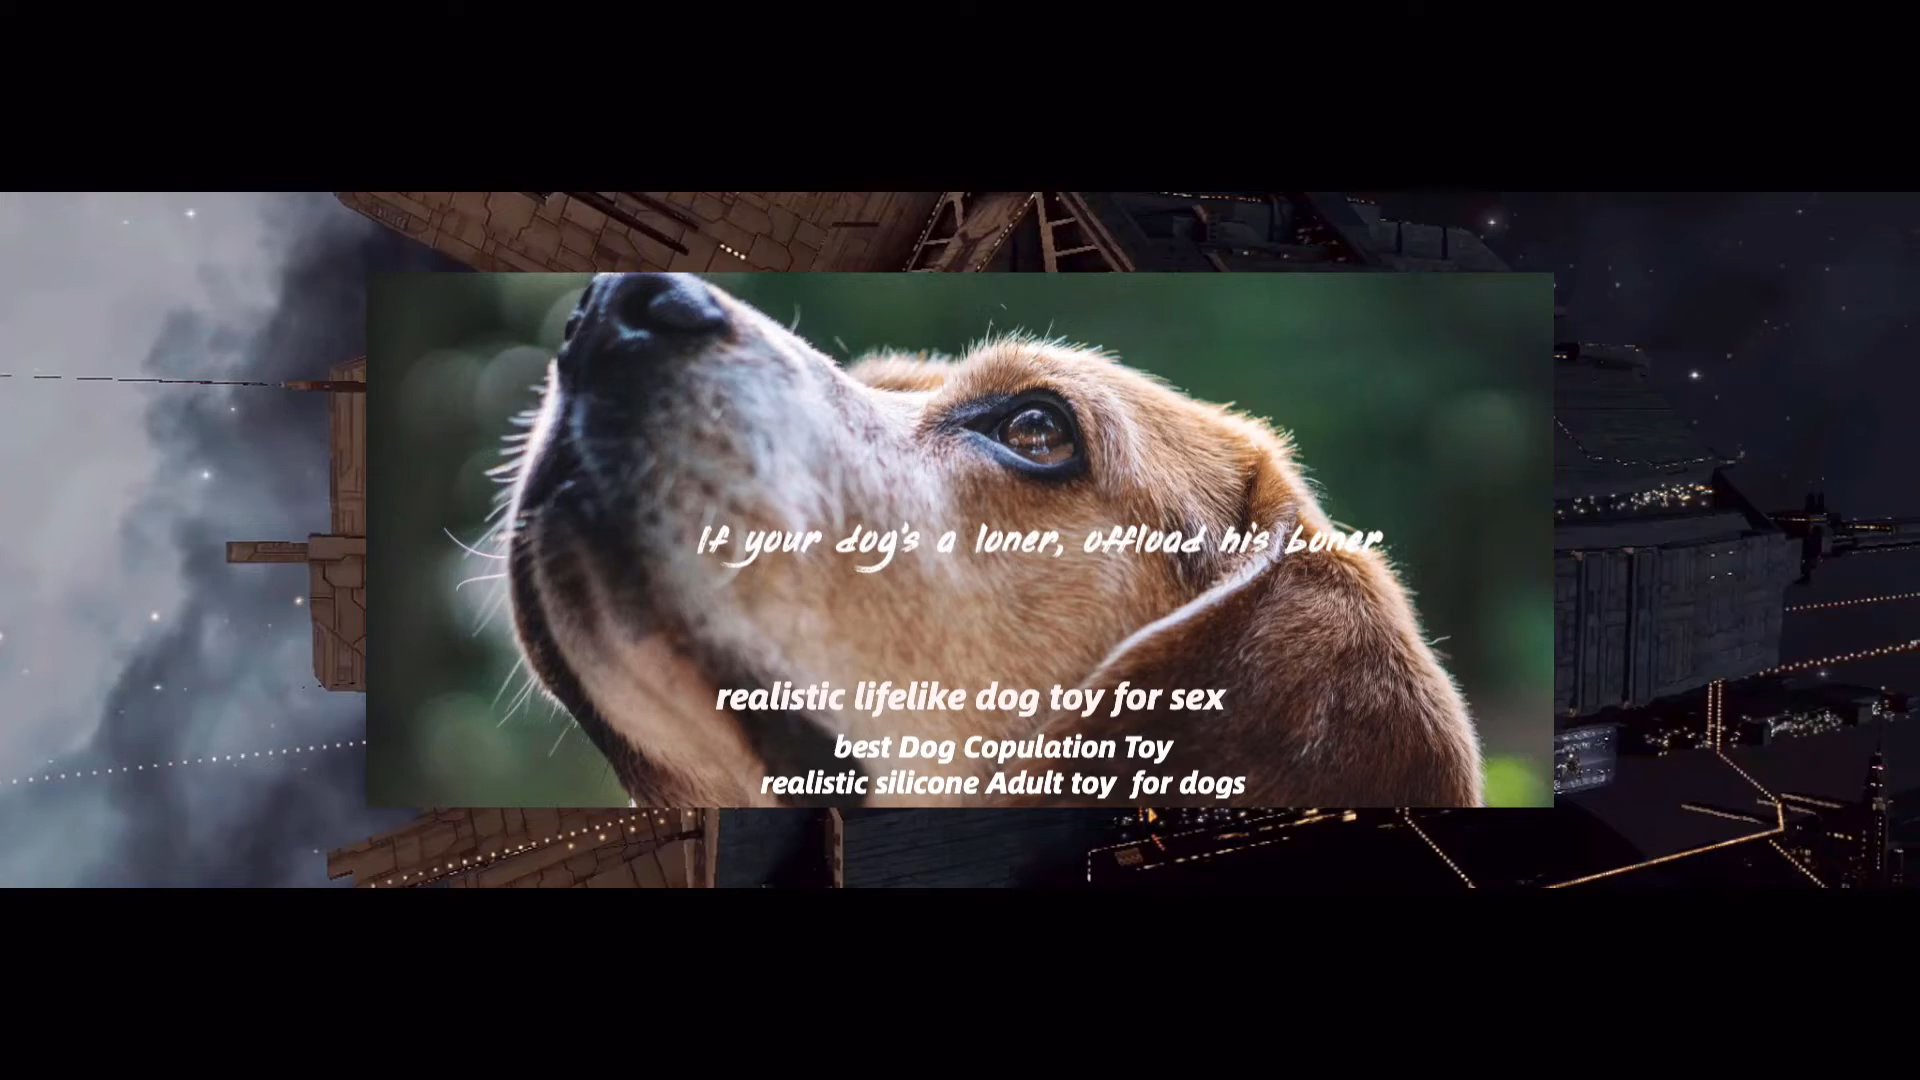 If your dog's a loner, offload his boner
realistic lifelike dog toy for sex
best Dog Copulation Toy
realistic silicone Adult toy for dogs